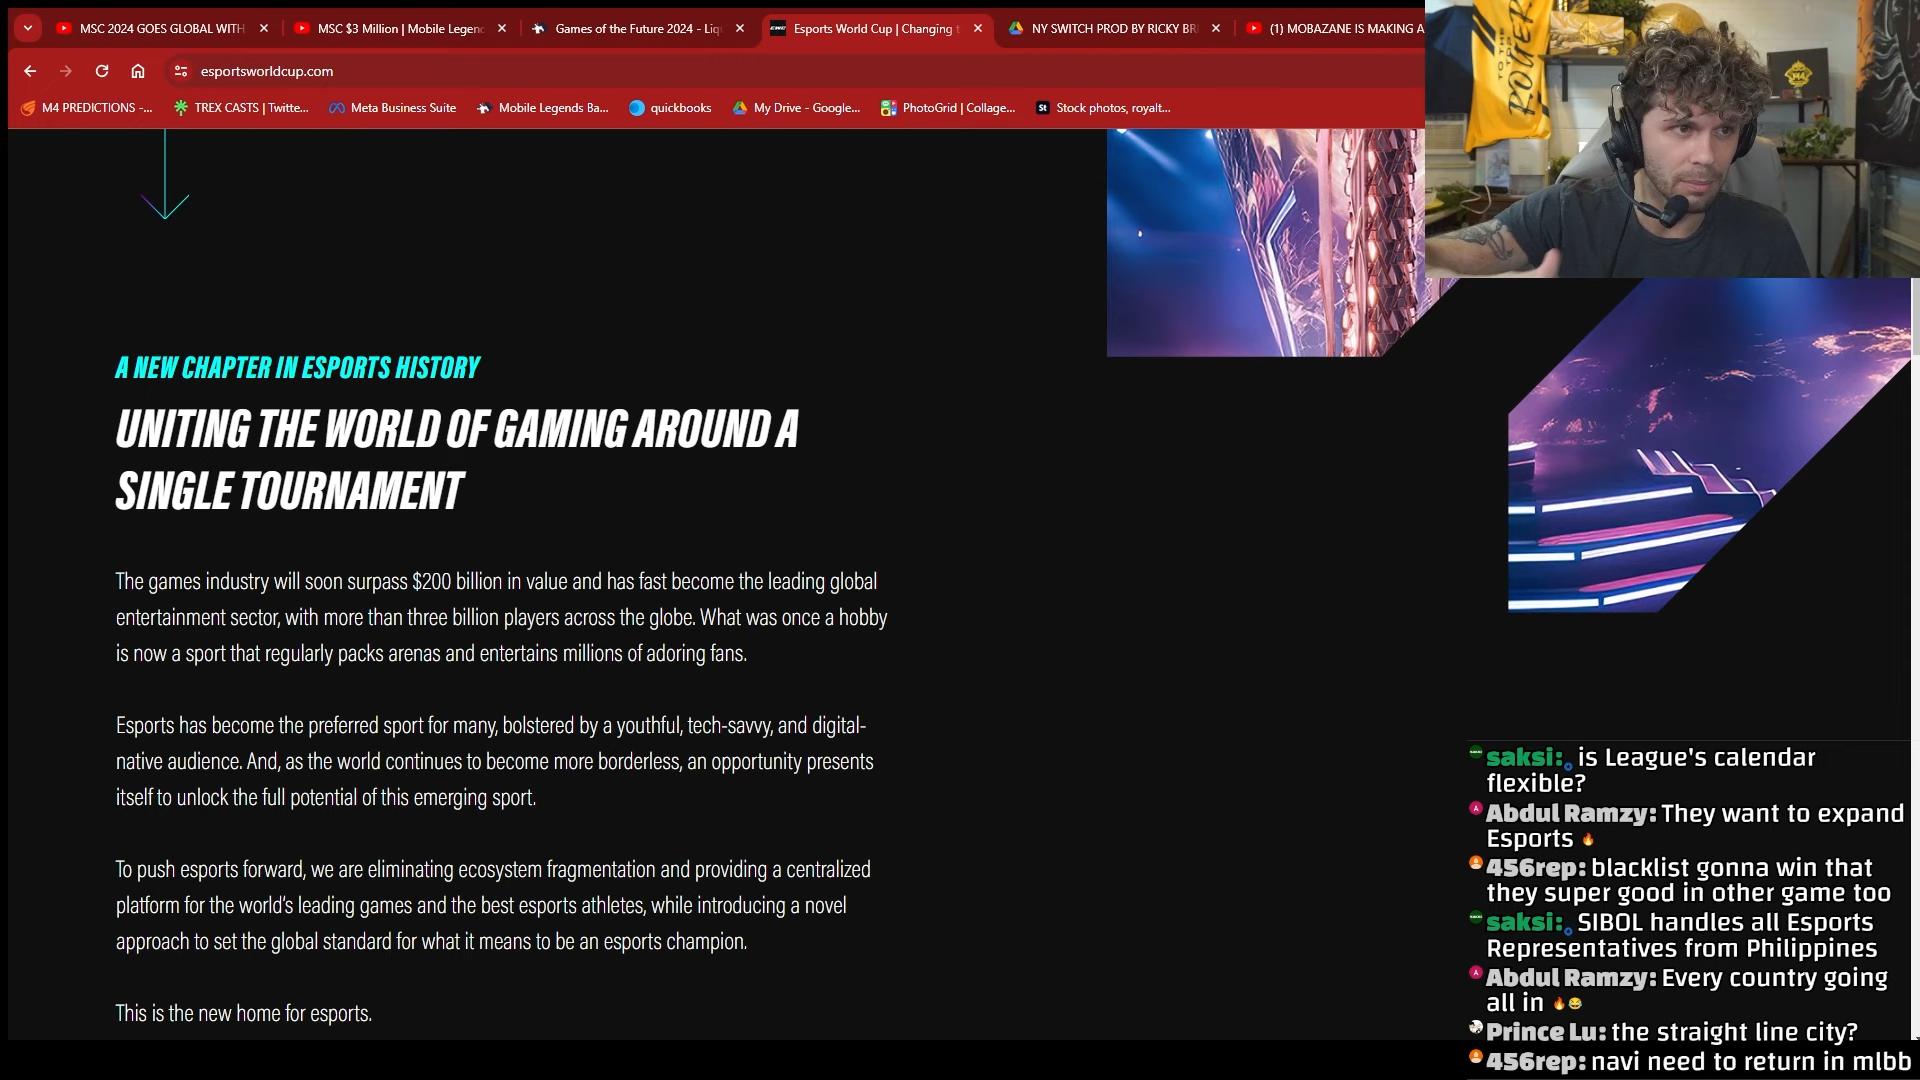 MSC 2024 GOES GLOBAL WITH
MSC $3 Million | Mobile Legenc
Games of the Future 2024 - Liq
Esports World Cup | Changing t
NY SWITCH PROD BY RICKY BR
(1) MOBAZANE IS MAKING A
esportsworldcup.com
M4 PREDICTIONS -...
TREX CASTS | Twitte...
Meta Business Suite
Mobile Legends Ba...
quickbooks
My Drive - Google...
PhotoGrid | Collage...
St
Stock photos, royalt...
TO THE
POWER
M4
A NEW CHAPTER IN ESPORTS HISTORY
UNITING THE WORLD OF GAMING AROUND A
SINGLE TOURNAMENT
The games industry will soon surpass $200 billion in value and has fast become the leading global
entertainment sector, with more than three billion players across the globe. What was once a hobby
is now a sport that regularly packs arenas and entertains millions of adoring fans.
Esports has become the preferred sport for many, bolstered by a youthful, tech-savvy, and digital-
native audience. And, as the world continues to become more borderless, an opportunity presents
itself to unlock the full potential of this emerging sport.
To push esports forward, we are eliminating ecosystem fragmentation and providing a centralized
platform for the world's leading games and the best esports athletes, while introducing a novel
approach to set the global standard for what it means to be an esports champion.
This is the new home for esports.
saksi: is League's calendar
flexible?
Abdul Ramzy: They want to expand
Esports 🔥
456rep: blacklist gonna win that
they super good in other game too
saksi: SIBOL handles all Esports
Representatives from Philippines
Abdul Ramzy: Every country going
all in 🔥😂
Prince Lu: the straight line city?
456rep: navi need to return in mlbb